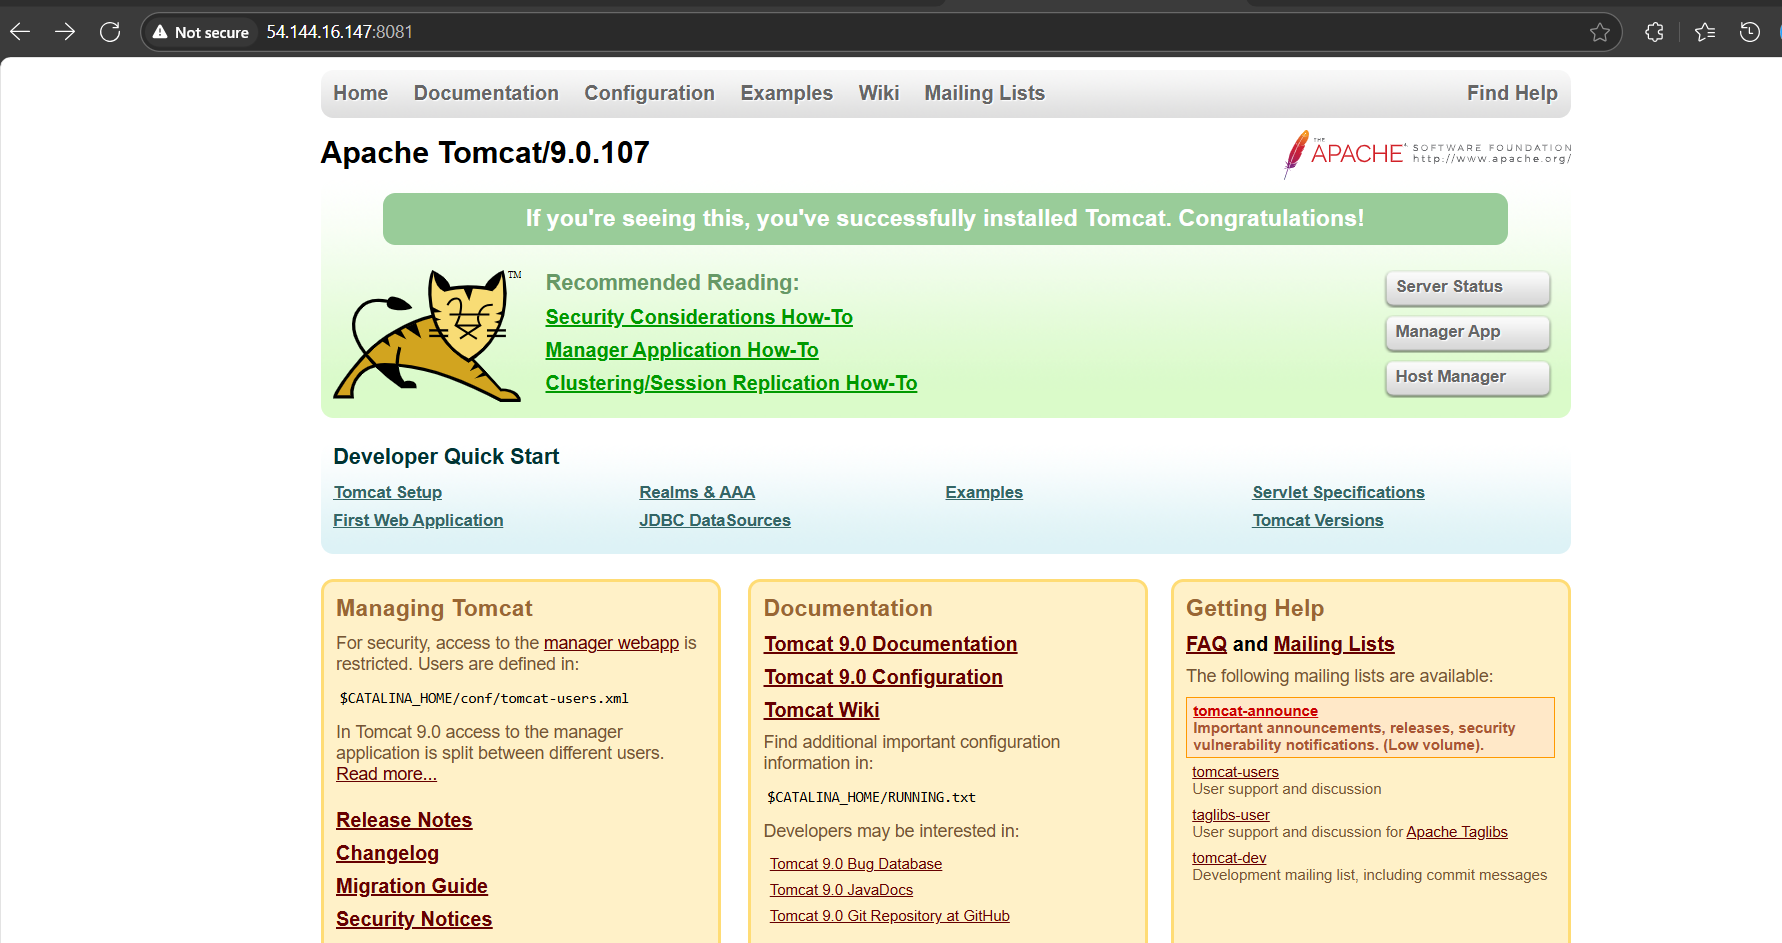 Not secure 54.144.16.147:8081
Home Documentation Configuration Examples Wiki Mailing Lists Find Help
Apache Tomcat/9.0.107
THE APACHE SOFTWARE FOUNDATION
http://www.apache.org/
If you're seeing this, you've successfully installed Tomcat. Congratulations!
TM
Recommended Reading:
Security Considerations How-To
Manager Application How-To
Clustering/Session Replication How-To
Server Status
Manager App
Host Manager
Developer Quick Start
Tomcat Setup
First Web Application
Realms & AAA
JDBC DataSources
Examples
Servlet Specifications
Tomcat Versions
Managing Tomcat
For security, access to the manager webapp is
restricted. Users are defined in:
$CATALINA_HOME/conf/tomcat-users.xml
In Tomcat 9.0 access to the manager
application is split between different users.
Read more...
Release Notes
Changelog
Migration Guide
Security Notices
Documentation
Tomcat 9.0 Documentation
Tomcat 9.0 Configuration
Tomcat Wiki
Find additional important configuration
information in:
$CATALINA_HOME/RUNNING.txt
Developers may be interested in:
Tomcat 9.0 Bug Database
Tomcat 9.0 JavaDocs
Tomcat 9.0 Git Repository at GitHub
Getting Help
FAQ and Mailing Lists
The following mailing lists are available:
tomcat-announce
Important announcements, releases, security
vulnerability notifications. (Low volume).
tomcat-users
User support and discussion
taglibs-user
User support and discussion for Apache Taglibs
tomcat-dev
Development mailing list, including commit messages